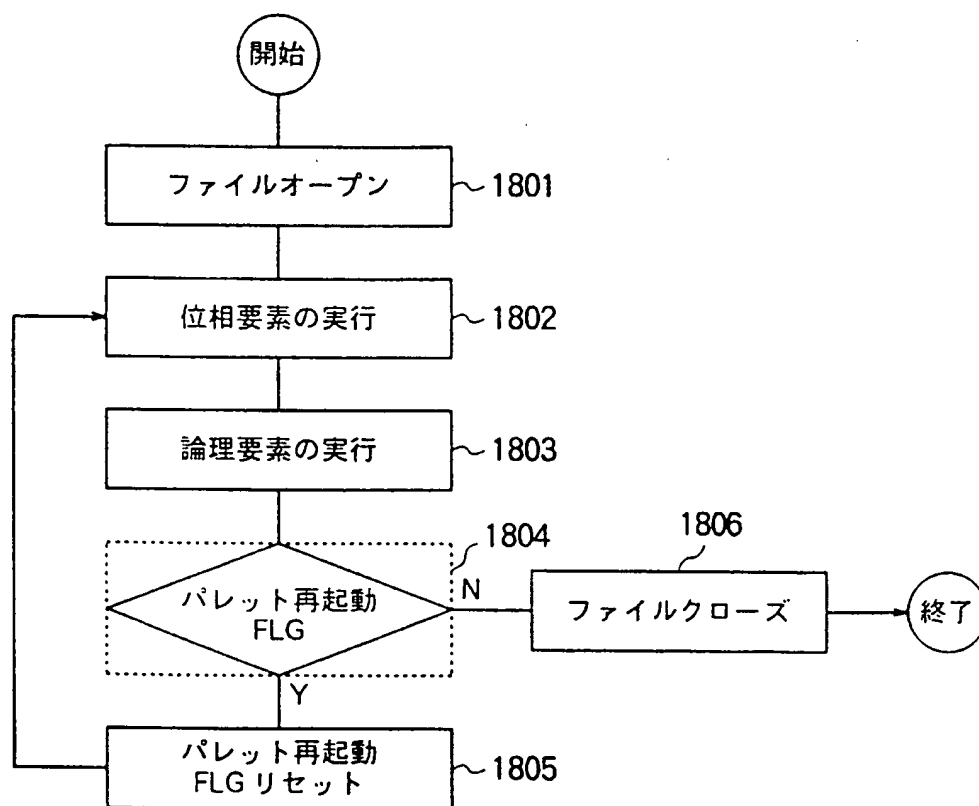 開始
ファイルオープン
1801
位相要素の実行
1802
論理要素の実行
1803
1804
パレット再起動
FLG
N
Y
1806
ファイルクローズ
終了
パレット再起動
FLG リセット
1805